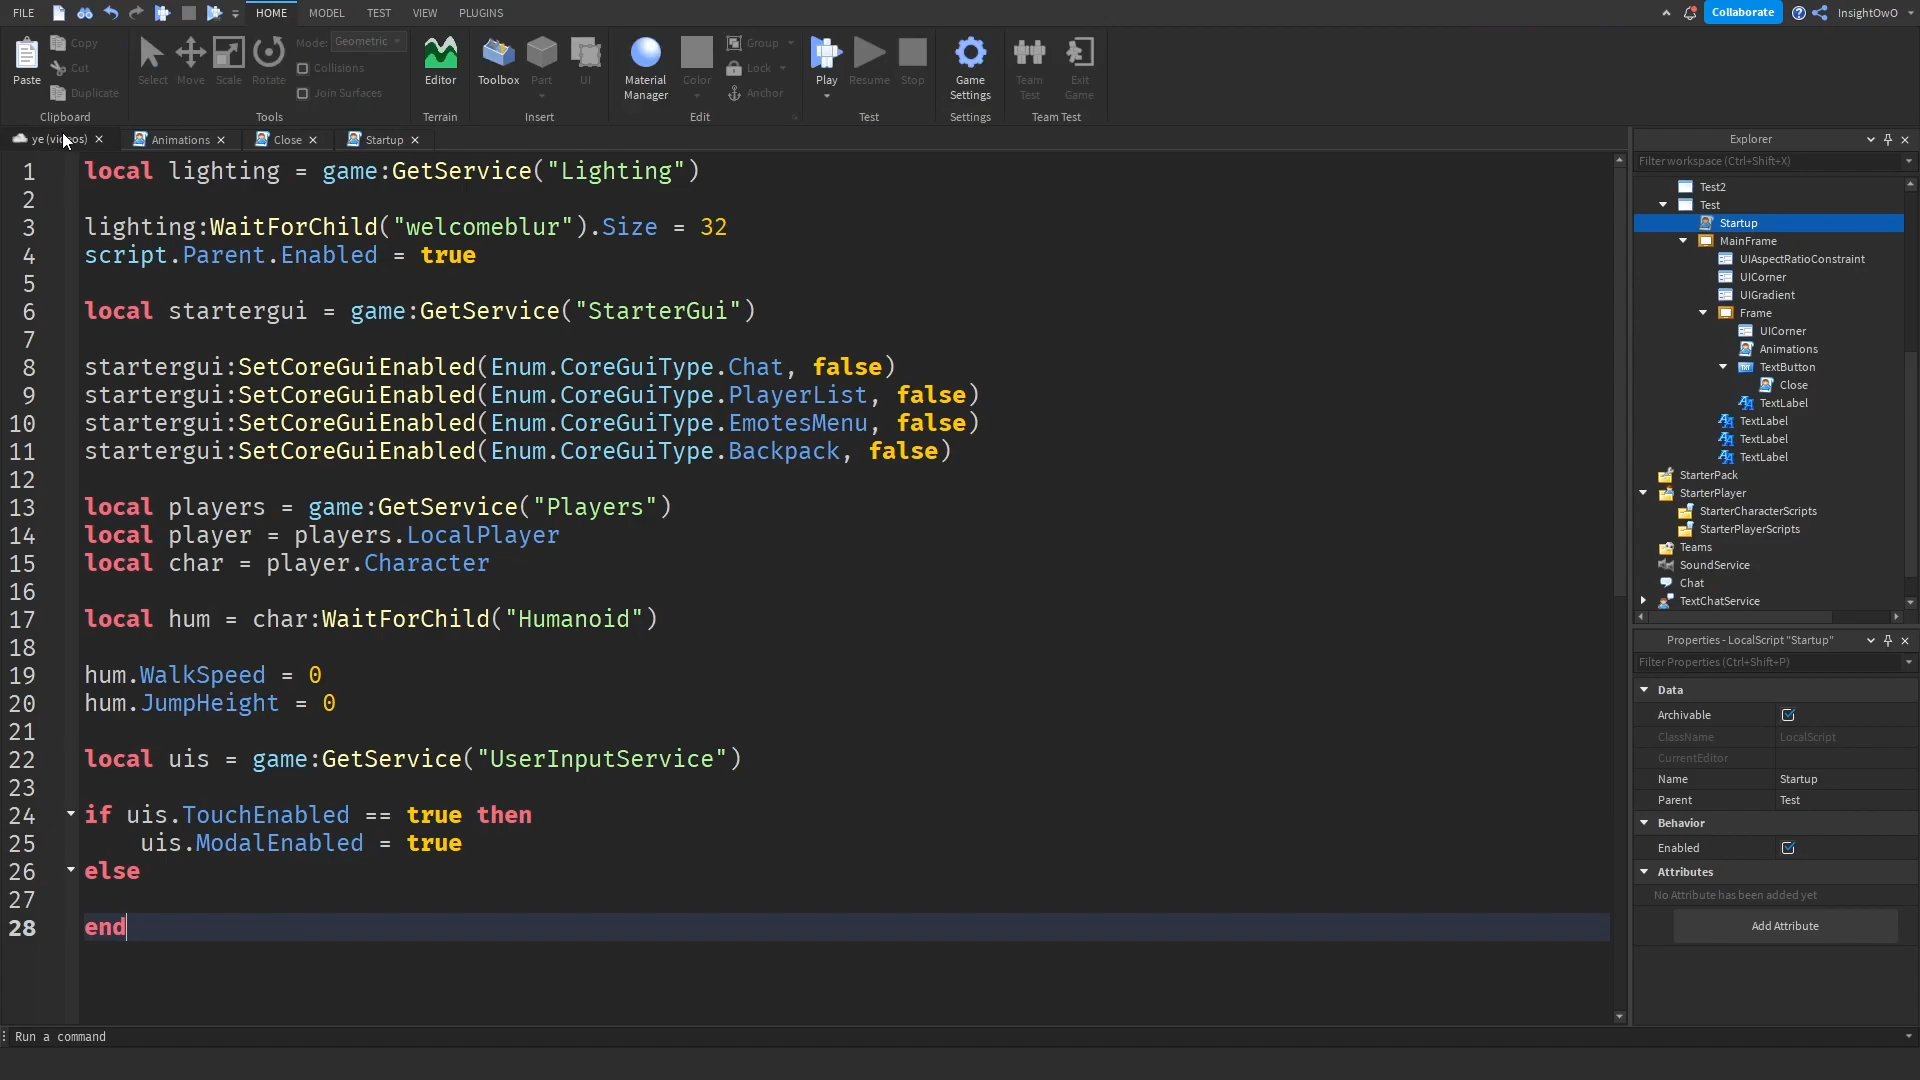 FILE HOME MODEL TEST VIEW PLUGINS Collaborate InsightOwO
Paste Copy Cut Duplicate
Clipboard
Select Move Scale Rotate Mode: Geometric
Collisions
Join Surfaces
Tools
Editor
Terrain
Toolbox Part UI
Insert
Material Manager Color Group Lock Anchor
Edit
Play Resume Stop
Test
Game Settings
Settings
Team Test Exit Game
Team Test
Animations Close Startup
1 local lighting = game:GetService("Lighting")
2
3 lighting:WaitForChild("welcomeblur").Size = 32
4 script.Parent.Enabled = true
5
6 local startergui = game:GetService("StarterGui")
7
8 startergui:SetCoreGuiEnabled(Enum.CoreGuiType.Chat, false)
9 startergui:SetCoreGuiEnabled(Enum.CoreGuiType.PlayerList, false)
10 startergui:SetCoreGuiEnabled(Enum.CoreGuiType.EmotesMenu, false)
11 startergui:SetCoreGuiEnabled(Enum.CoreGuiType.Backpack, false)
12
13 local players = game:GetService("Players")
14 local player = players.LocalPlayer
15 local char = player.Character
16
17 local hum = char:WaitForChild("Humanoid")
18
19 hum.WalkSpeed = 0
20 hum.JumpHeight = 0
21
22 local uis = game:GetService("UserInputService")
23
24 if uis.TouchEnabled == true then
25 uis.ModalEnabled = true
26 else
27
28 end
Run a command
Explorer
Filter workspace (Ctrl+Shift+X)
Test2
Test
Startup
MainFrame
UIAspectRatioConstraint
UICorner
UIGradient
Frame
UICorner
Animations
TextButton
Close
TextLabel
TextLabel
TextLabel
TextLabel
StarterPack
StarterPlayer
StarterCharacterScripts
StarterPlayerScripts
Teams
SoundService
Chat
TextChatService
Properties - LocalScript "Startup"
Filter Properties (Ctrl+Shift+P)
Data
Archivable
ClassName LocalScript
CurrentEditor
Name Startup
Parent Test
Behavior
Enabled
Attributes
No Attribute has been added yet
Add Attribute